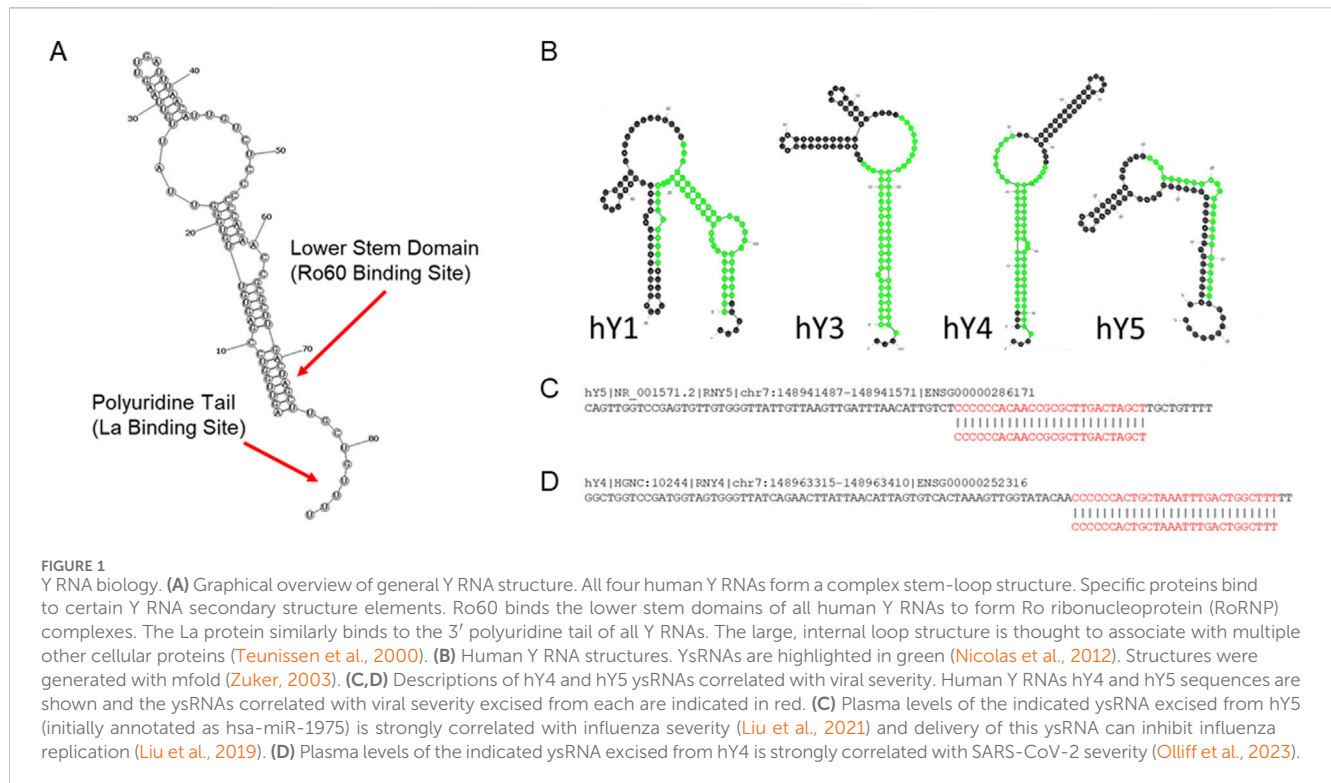 A
B
40
30
50
20
60
10
70
80
Lower Stem Domain
(Ro60 Binding Site)
Polyuridine Tail
(La Binding Site)
hY1
hY3
hY4
hY5
C
hY5|NR_001571.2|RNY5|chr7:148941487-148941571|ENSG00000286171
CAGTTGGTCCGAGTGTTGTGGGTTATTGTTAAGTTGATTTAACATTGTCTCCCCCCACAACCGCGCTTGACTAGCTTGCTGTTTT
CCCCCCACAACCGCGCTTGACTAGCT
D
hY4|HGNC:10244|RNY4|chr7:148963315-148963410|ENSG00000252316
GGCTGGTCCGATGGTAGTGGGTTATCAGAACTTATTAACATTAGTGTCACTAAAGTTGGTATACAACCCCCCACTGCTAAATTTGACTGGCTTTTT
CCCCCCACTGCTAAATTTGACTGGCTTT
FIGURE 1
Y RNA biology. (A) Graphical overview of general Y RNA structure. All four human Y RNAs form a complex stem-loop structure. Specific proteins bind
to certain Y RNA secondary structure elements. Ro60 binds the lower stem domains of all human Y RNAs to form Ro ribonucleoprotein (RoRNP)
complexes. The La protein similarly binds to the 3′ polyuridine tail of all Y RNAs. The large, internal loop structure is thought to associate with multiple
other cellular proteins (Teunissen et al., 2000). (B) Human Y RNA structures. YsRNAs are highlighted in green (Nicolas et al., 2012). Structures were
generated with mfold (Zuker, 2003). (C,D) Descriptions of hY4 and hY5 ysRNAs correlated with viral severity. Human Y RNAs hY4 and hY5 sequences are
shown and the ysRNAs correlated with viral severity excised from each are indicated in red. (C) Plasma levels of the indicated ysRNA excised from hY5
(initially annotated as hsa-miR-1975) is strongly correlated with influenza severity (Liu et al., 2021) and delivery of this ysRNA can inhibit influenza
replication (Liu et al., 2019). (D) Plasma levels of the indicated ysRNA excised from hY4 is strongly correlated with SARS-CoV-2 severity (Olliff et al., 2023).